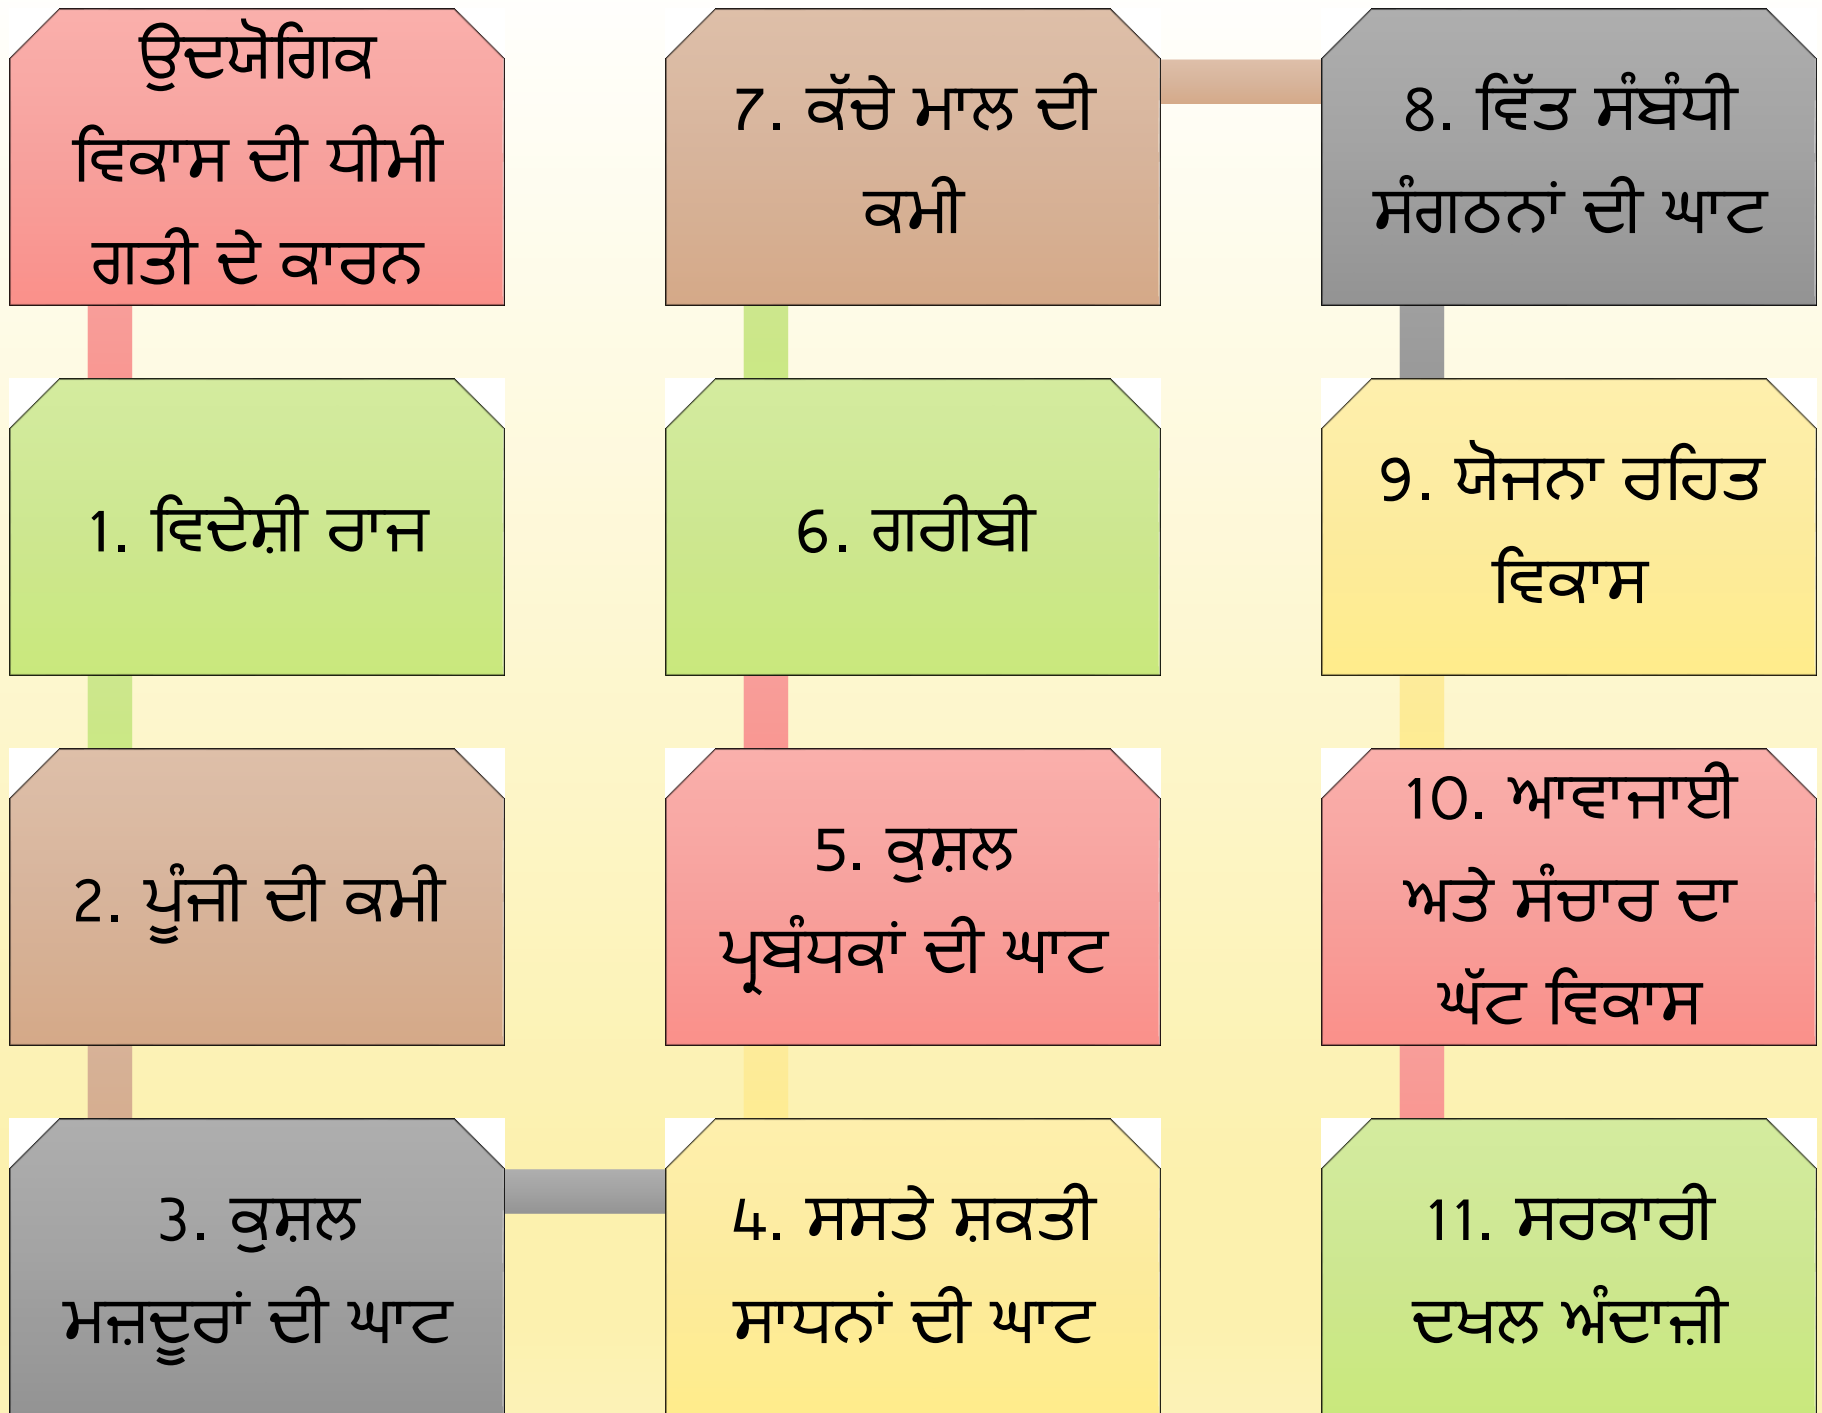 ਉਦਯੋਗਿਕ
ਵਿਕਾਸ ਦੀ ਧੀਮੀ
ਗਤੀ ਦੇ ਕਾਰਨ
1. ਵਿਦੇਸ਼ੀ ਰਾਜ
2. ਪੂੰਜੀ ਦੀ ਕਮੀ
3. ਕੁਸ਼ਲ
ਮਜ਼ਦੂਰਾਂ ਦੀ ਘਾਟ
4. ਸਸਤੇ ਸ਼ਕਤੀ
ਸਾਧਨਾਂ ਦੀ ਘਾਟ
5. ਕੁਸ਼ਲ
ਪ੍ਰਬੰਧਕਾਂ ਦੀ ਘਾਟ
6. ਗਰੀਬੀ
7. ਕੱਚੇ ਮਾਲ ਦੀ
ਕਮੀ
8. ਵਿੱਤ ਸੰਬੰਧੀ
ਸੰਗਠਨਾਂ ਦੀ ਘਾਟ
9. ਯੋਜਨਾ ਰਹਿਤ
ਵਿਕਾਸ
10. ਆਵਾਜਾਈ
ਅਤੇ ਸੰਚਾਰ ਦਾ
ਘੱਟ ਵਿਕਾਸ
11. ਸਰਕਾਰੀ
ਦਖਲ ਅੰਦਾਜ਼ੀ